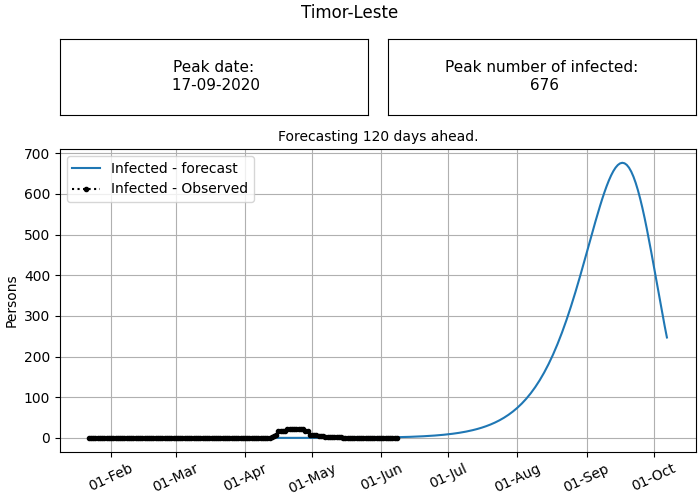 Timor-Leste
Peak date:
17-09-2020
Peak number of infected:
676
Forecasting 120 days ahead.
Infected - forecast
Infected - Observed
Persons
700
600
500
400
300
200
100
0
01-Feb
01-Mar
01-Apr
01-May
01-Jun
01-Jul
01-Aug
01-Sep
01-Oct